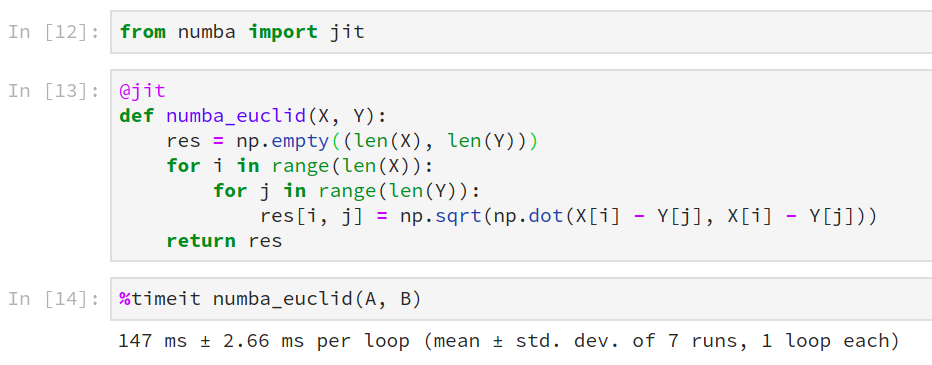 In [12]: from numba import jit
In [13]: @jit
def numba_euclid(X, Y):
    res = np.empty((len(X), len(Y)))
    for i in range(len(X)):
        for j in range(len(Y)):
            res[i, j] = np.sqrt(np.dot(X[i] - Y[j], X[i] - Y[j]))
    return res
In [14]: %timeit numba_euclid(A, B)
147 ms ± 2.66 ms per loop (mean ± std. dev. of 7 runs, 1 loop each)